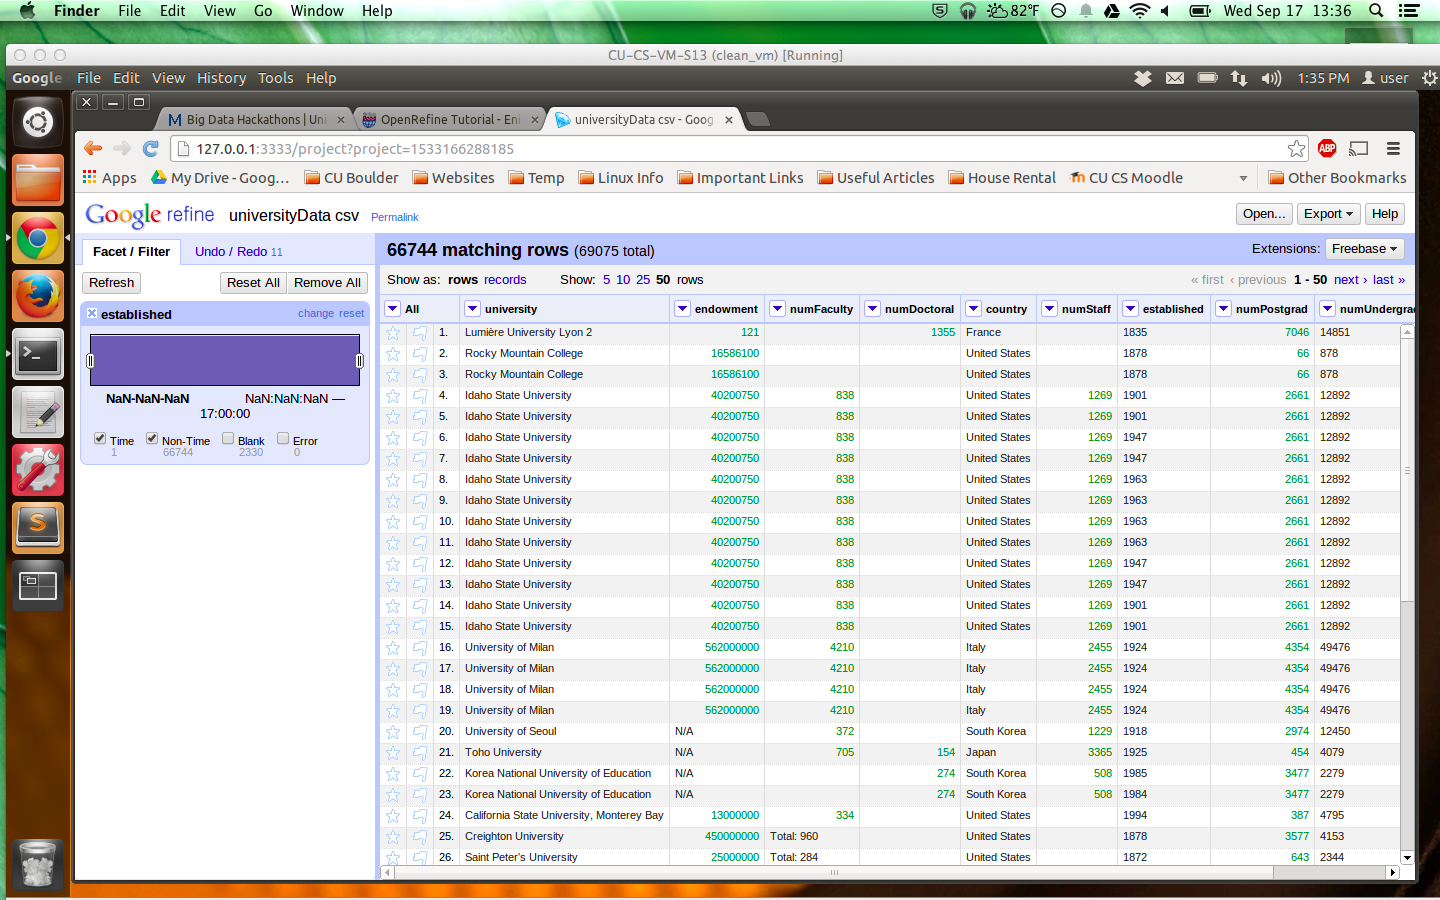 Finder File Edit View Go Window Help 82°F Wed Sep 17 13:36
CU-CS-VM-S13 (clean_vm) [Running]
Google File Edit View History Tools Help 1:35 PM user
Big Data Hackathons | Uni OpenRefine Tutorial - Eni universityData csv - Goog
127.0.0.1:3333/project?project=1533166288185 ABP
Apps My Drive - Goog... CU Boulder Websites Temp Linux Info Important Links Useful Articles House Rental CU CS Moodle Other Bookmarks
Google refine universityData csv Permalink Open... Export Help
Facet / Filter Undo / Redo 11 66744 matching rows (69075 total) Extensions: Freebase
Refresh Reset All Remove All Show as: rows records Show: 5 10 25 50 rows « first ‹ previous 1 - 50 next › last »
established change reset
NaN-NaN-NaN NaN:NaN:NaN —
17:00:00
Time Non-Time Blank Error
1 66744 2330 0
All university endowment numFaculty numDoctoral country numStaff established numPostgrad numUndergrad
1. Lumière University Lyon 2 121 1355 France 1835 7046 14851
2. Rocky Mountain College 16586100 United States 1878 66 878
3. Rocky Mountain College 16586100 United States 1878 66 878
4. Idaho State University 40200750 838 United States 1269 1901 2661 12892
5. Idaho State University 40200750 838 United States 1269 1901 2661 12892
6. Idaho State University 40200750 838 United States 1269 1947 2661 12892
7. Idaho State University 40200750 838 United States 1269 1947 2661 12892
8. Idaho State University 40200750 838 United States 1269 1963 2661 12892
9. Idaho State University 40200750 838 United States 1269 1963 2661 12892
10. Idaho State University 40200750 838 United States 1269 1963 2661 12892
11. Idaho State University 40200750 838 United States 1269 1963 2661 12892
12. Idaho State University 40200750 838 United States 1269 1947 2661 12892
13. Idaho State University 40200750 838 United States 1269 1947 2661 12892
14. Idaho State University 40200750 838 United States 1269 1901 2661 12892
15. Idaho State University 40200750 838 United States 1269 1901 2661 12892
16. University of Milan 562000000 4210 Italy 2455 1924 4354 49476
17. University of Milan 562000000 4210 Italy 2455 1924 4354 49476
18. University of Milan 562000000 4210 Italy 2455 1924 4354 49476
19. University of Milan 562000000 4210 Italy 2455 1924 4354 49476
20. University of Seoul N/A 372 South Korea 1229 1918 2974 12450
21. Toho University N/A 705 154 Japan 3365 1925 454 4079
22. Korea National University of Education N/A 274 South Korea 508 1985 3477 2279
23. Korea National University of Education N/A 274 South Korea 508 1984 3477 2279
24. California State University, Monterey Bay 13000000 334 United States 1994 387 4795
25. Creighton University 450000000 Total: 960 United States 1878 3577 4153
26. Saint Peter's University 25000000 Total: 284 United States 1872 643 2344